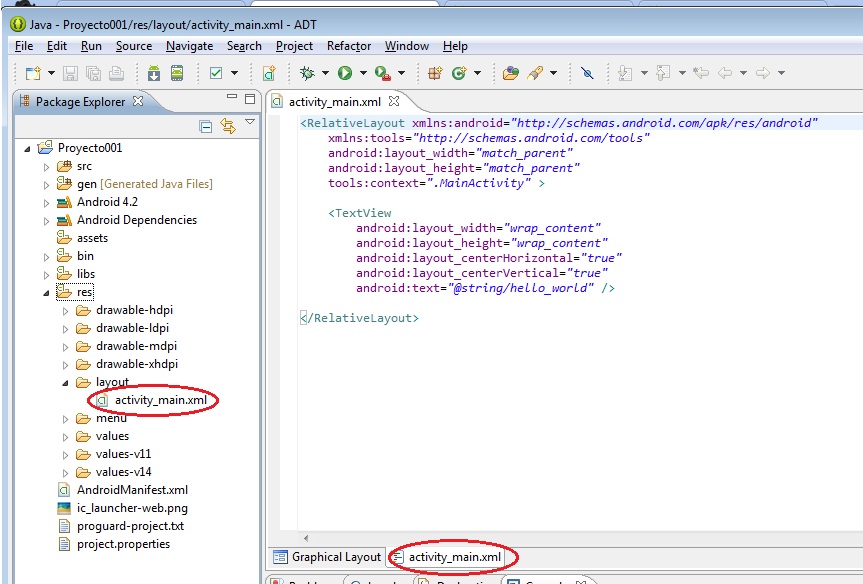 Java - Proyecto001/res/layout/activity_main.xml - ADT
File Edit Run Source Navigate Search Project Refactor Window Help
Package Explorer
Proyecto001
src
gen [Generated Java Files]
Android 4.2
Android Dependencies
assets
bin
libs
res
drawable-hdpi
drawable-ldpi
drawable-mdpi
drawable-xhdpi
layout
activity_main.xml
menu
values
values-v11
values-v14
AndroidManifest.xml
ic_launcher-web.png
proguard-project.txt
project.properties
activity_main.xml
<RelativeLayout xmlns:android="http://schemas.android.com/apk/res/android"
xmlns:tools="http://schemas.android.com/tools"
android:layout_width="match_parent"
android:layout_height="match_parent"
tools:context=".MainActivity" >
<TextView
android:layout_width="wrap_content"
android:layout_height="wrap_content"
android:layout_centerHorizontal="true"
android:layout_centerVertical="true"
android:text="@string/hello_world" />
</RelativeLayout>
Graphical Layout activity_main.xml